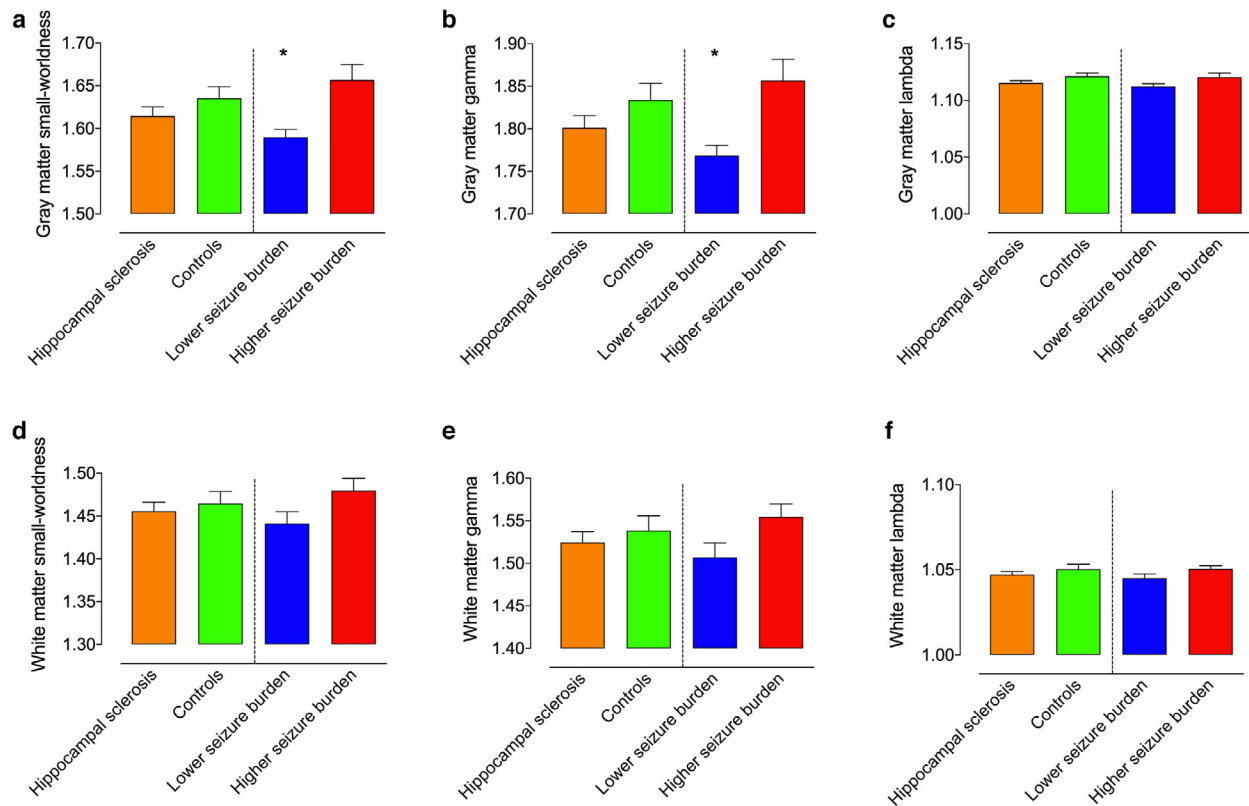 a
Gray matter small-worldness
1.70
1.65
1.60
1.55
1.50
*
Hippocampal sclerosis
Controls
Lower seizure burden
Higher seizure burden
b
Gray matter gamma
1.90
1.85
1.80
1.75
1.70
*
Hippocampal sclerosis
Controls
Lower seizure burden
Higher seizure burden
c
Gray matter lambda
1.15
1.10
1.05
1.00
Hippocampal sclerosis
Controls
Lower seizure burden
Higher seizure burden
d
White matter small-worldness
1.50
1.45
1.40
1.35
1.30
Hippocampal sclerosis
Controls
Lower seizure burden
Higher seizure burden
e
White matter gamma
1.60
1.55
1.50
1.45
1.40
Hippocampal sclerosis
Controls
Lower seizure burden
Higher seizure burden
f
White matter lambda
1.10
1.05
1.00
Hippocampal sclerosis
Controls
Lower seizure burden
Higher seizure burden